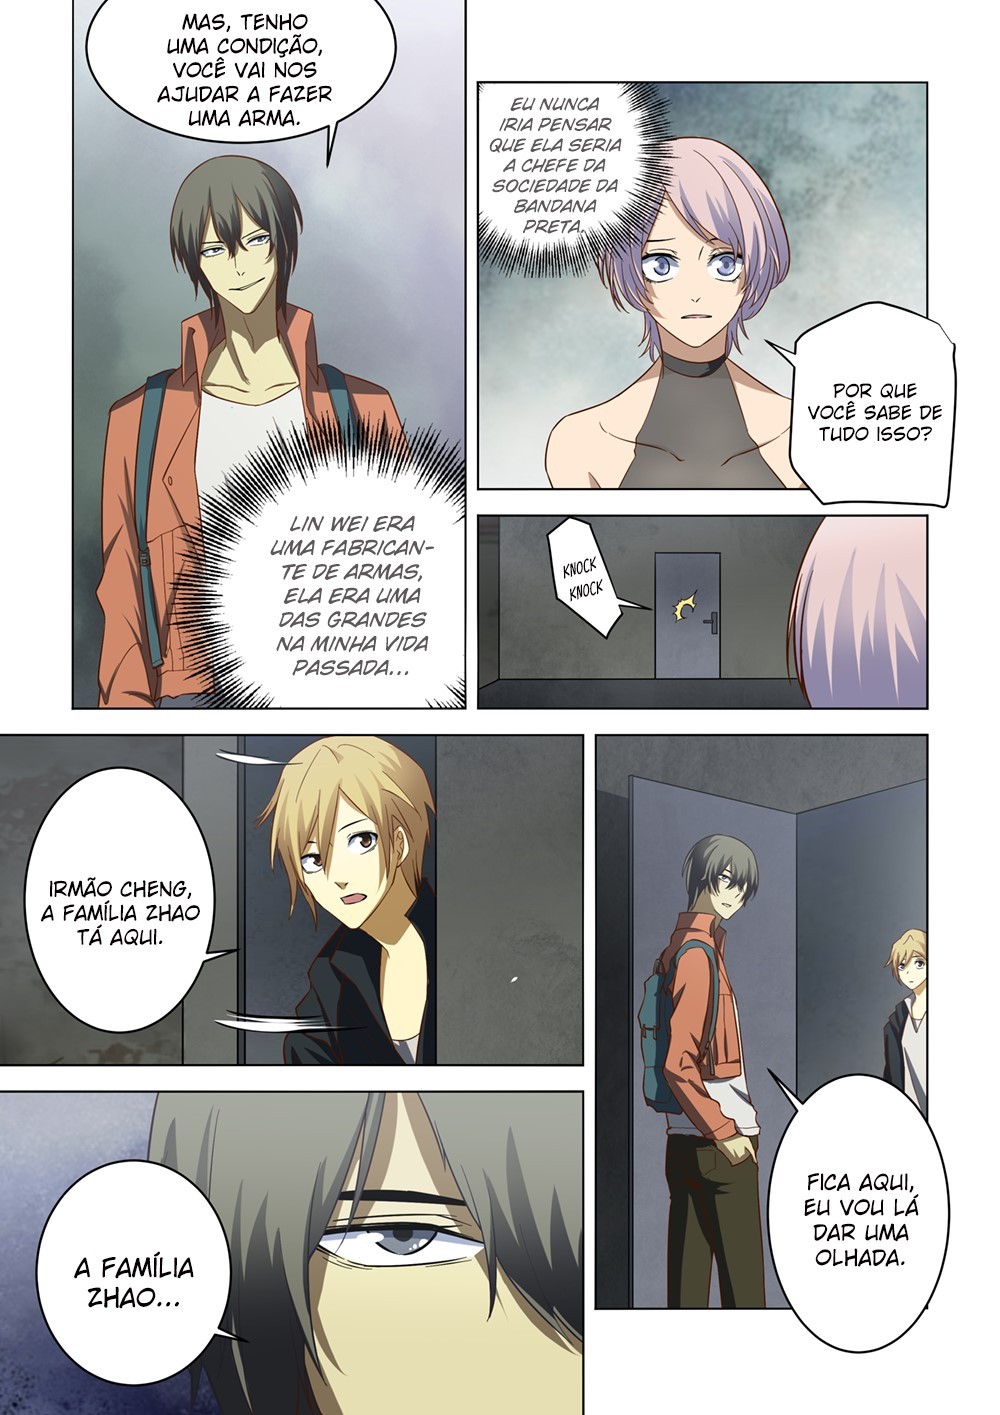 MAS, TENHO
UMA CONDIÇÃO,
VOCÊ VAI NOS
AJUDAR A FAZER
UMA ARMA.
LIN WEI ERA
UMA FABRICAN-
TE DE ARMAS,
ELA ERA UMA
DAS GRANDES
NA MINHA VIDA
PASSADA...
EU NUNCA
IRIA PENSAR
QUE ELA SERIA
A CHEFE DA
SOCIEDADE DA
BANDANA
PRETA.
POR QUE
VOCÊ SABE DE
TUDO ISSO?
KNOCK
KNOCK
IRMÃO CHENG,
A FAMÍLIA ZHAO
TÁ AQUI.
FICA AQUI,
EU VOU LÁ
DAR UMA
OLHADA.
A FAMÍLIA
ZHAO...